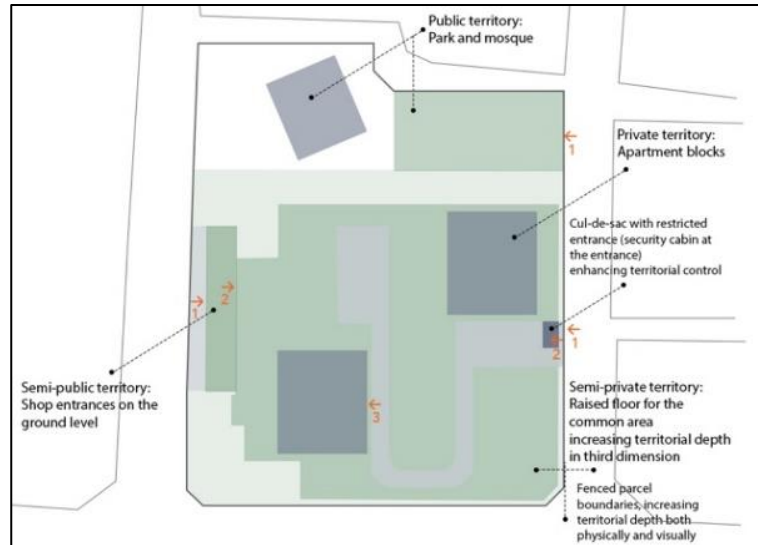 Public territory:
Park and mosque
1
Private territory:
Apartment blocks
Cul-de-sac with restricted
entrance (security cabin at
the entrance)
enhancing territorial control
2
1
1
2
Semi-public territory:
Shop entrances on the
ground level
3
Semi-private territory:
Raised floor for the
common area
increasing territorial depth
in third dimension
Fenced parcel
boundaries, increasing
territorial depth both
physically and visually